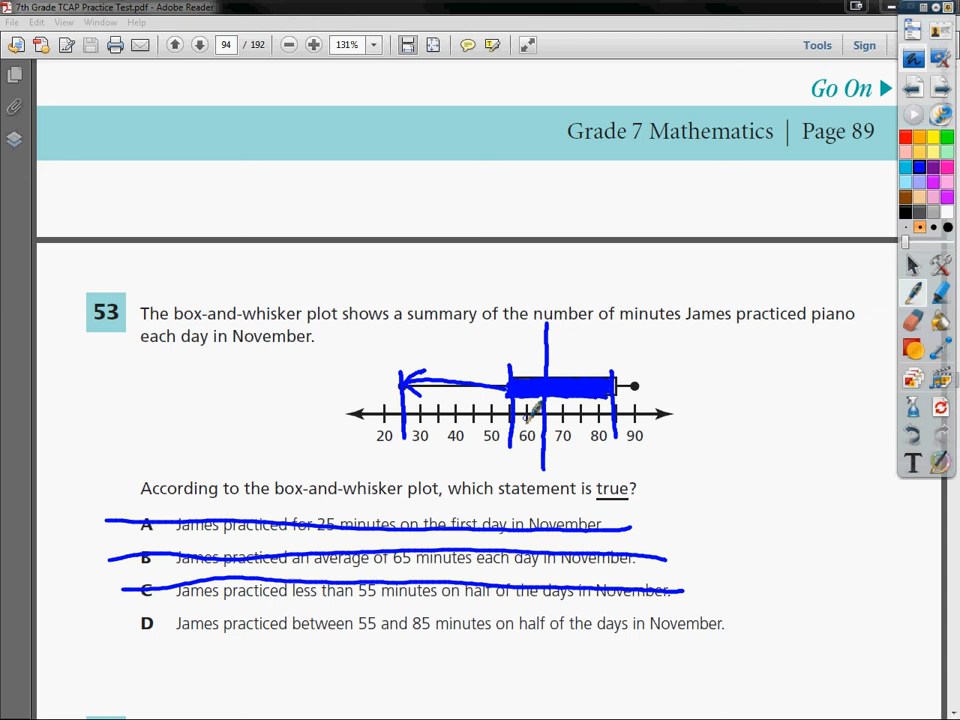 7th Grade TCAP Practice Test.pdf - Adobe Reader
File Edit View Window Help
94 / 192 131% Tools Sign
Go On
Grade 7 Mathematics | Page 89
53 The box-and-whisker plot shows a summary of the number of minutes James practiced piano
each day in November.
20 30 40 50 60 70 80 90
According to the box-and-whisker plot, which statement is true?
A James practiced for 25 minutes on the first day in November.
B James practiced an average of 65 minutes each day in November.
C James practiced less than 55 minutes on half of the days in November.
D James practiced between 55 and 85 minutes on half of the days in November.